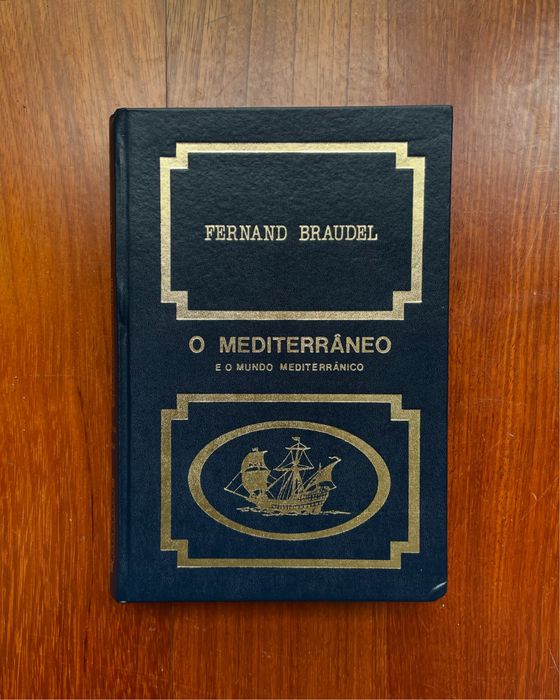 FERNAND BRAUDEL
O MEDITERRÂNEO
E O MUNDO MEDITERRÂNICO